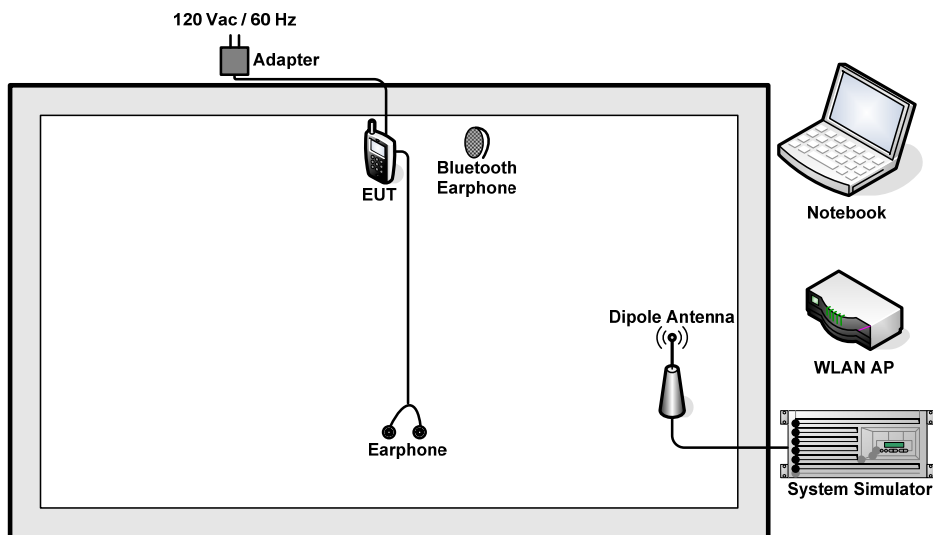 120 Vac / 60 Hz
Adapter
EUT
Bluetooth
Earphone
Notebook
Dipole Antenna
WLAN AP
Earphone
System Simulator